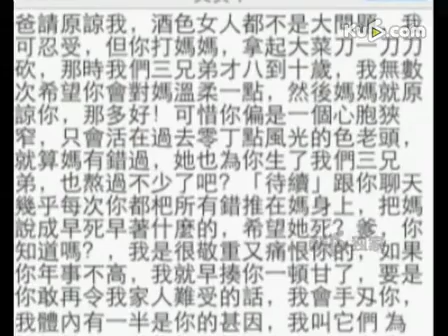 爸請原諒我，酒色女人都不是大問題，我
可忍受，但你打媽媽，拿起大菜刀一刀刀
砍，那時我們三兄弟才八到十歲，我無數
次希望你會對媽溫柔一點，然後媽媽就原
諒你，那多好！可惜你偏是一個心胞狹
窄，只會活在過去零丁點風光的色老頭，
就算媽有錯過，她也為你生了我們三兄
弟，也熬過不少了吧？「待續」跟你聊天
幾乎每次你都杷所有錯推在媽身上，把媽
說成早死早著什麼的，希望她死？爹，你
知道嗎？，我是很敬重又痛恨你的，如果
你年事不高，我就早揍你一頓甘了，要是
你敢再令我家人難受的話，我會手刃你，
我體內有一半是你的基因，我叫它們 為
Ku6.com